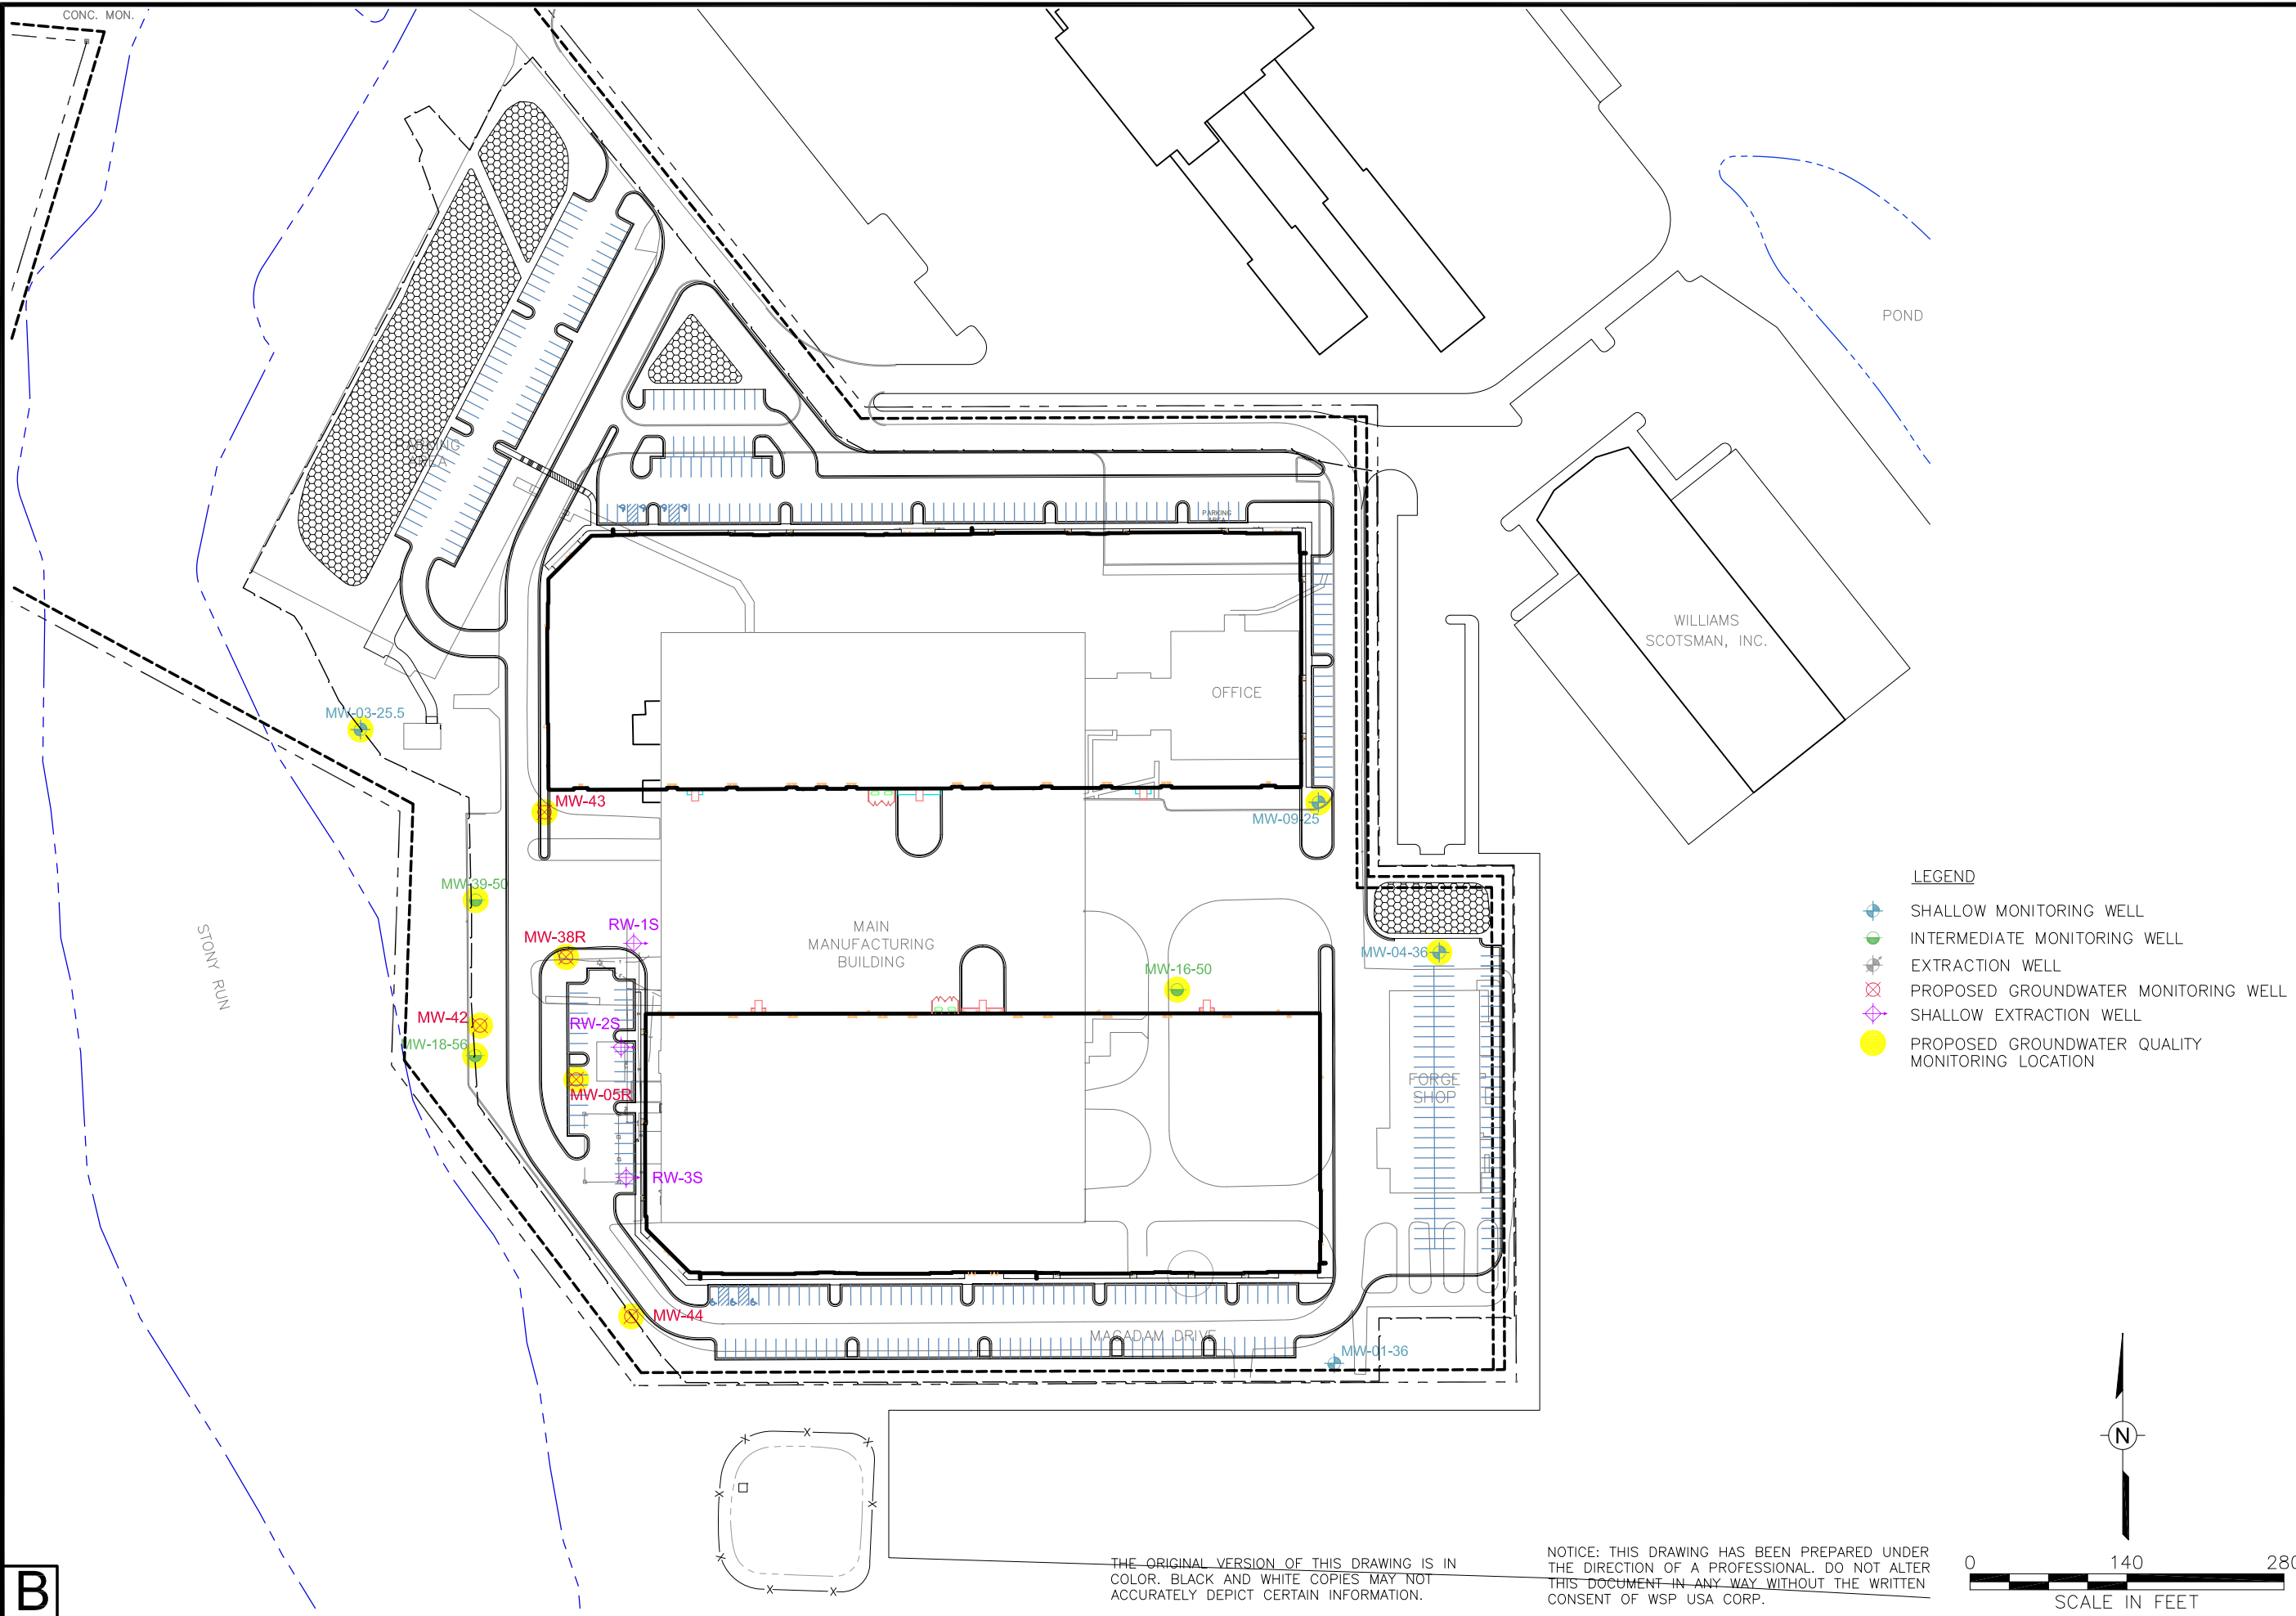 CONC. MON.
POND
PARKING
AREA
PARKING
AREA
WILLIAMS
SCOTSMAN, INC.
OFFICE
MW-03-25.5
MW-43
MW-09-25
MW-39-50
LEGEND
SHALLOW MONITORING WELL
INTERMEDIATE MONITORING WELL
EXTRACTION WELL
PROPOSED GROUNDWATER MONITORING WELL
SHALLOW EXTRACTION WELL
PROPOSED GROUNDWATER QUALITY
MONITORING LOCATION
RW-1S
MW-38R
MAIN
MANUFACTURING
BUILDING
MW-04-36
STONY RUN
MW-16-50
MW-42
RW-2S
MW-18-56
MW-05R
FORGE
SHOP
RW-3S
MW-44
MACADAM DRIVE
MW-01-36
N
THE ORIGINAL VERSION OF THIS DRAWING IS IN
COLOR. BLACK AND WHITE COPIES MAY NOT
ACCURATELY DEPICT CERTAIN INFORMATION.
NOTICE: THIS DRAWING HAS BEEN PREPARED UNDER
THE DIRECTION OF A PROFESSIONAL. DO NOT ALTER
THIS DOCUMENT IN ANY WAY WITHOUT THE WRITTEN
CONSENT OF WSP USA CORP.
0 140 280
SCALE IN FEET
B